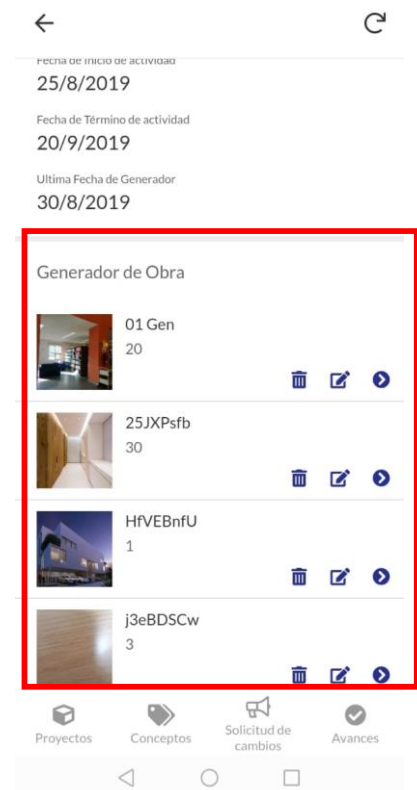 Fecha de Inicio de actividad
25/8/2019
Fecha de Término de actividad
20/9/2019
Ultima Fecha de Generador
30/8/2019
Generador de Obra
01 Gen
20
25JXPsfb
30
HfVEBnfU
1
j3eBDSCw
3
Proyectos
Conceptos
Solicitud de
cambios
Avances